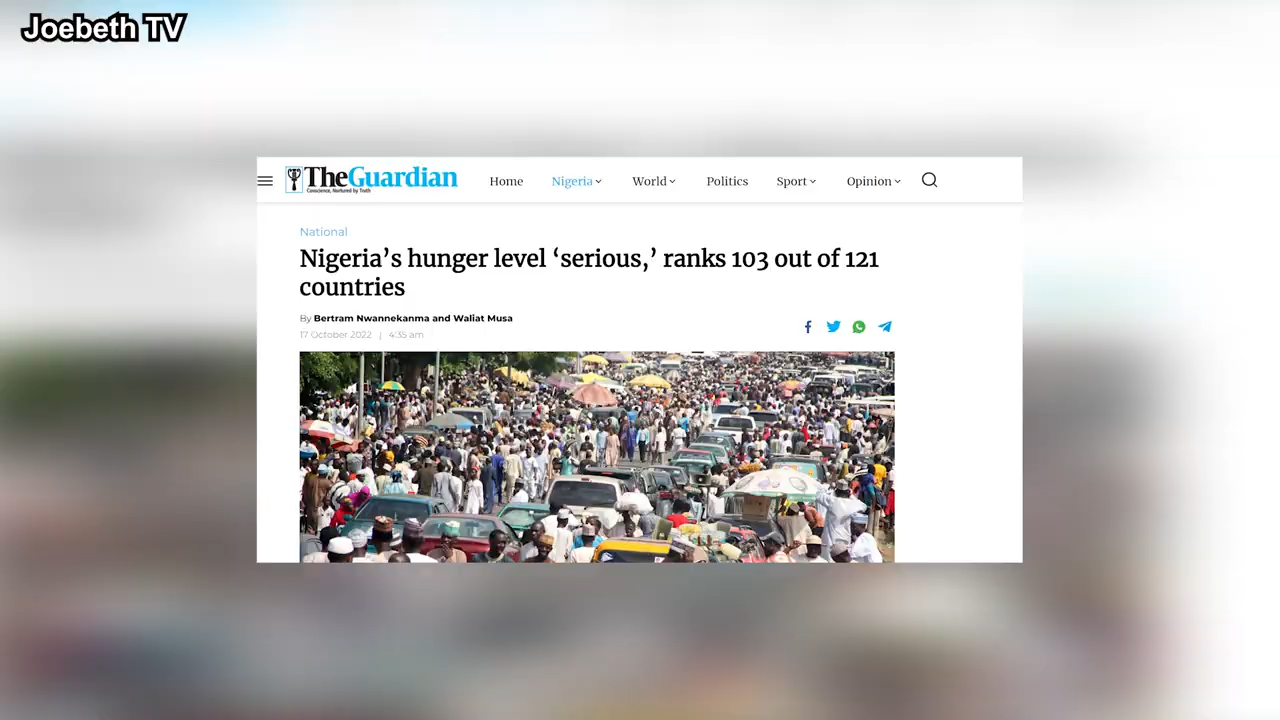 Joebeth TV
TheGuardian
Conscience, Nurtured by Truth
Home Nigeria World Politics Sport Opinion
National
Nigeria’s hunger level ‘serious,’ ranks 103 out of 121
countries
By Bertram Nwannekanma and Waliat Musa
17 October 2022 | 4:35 am